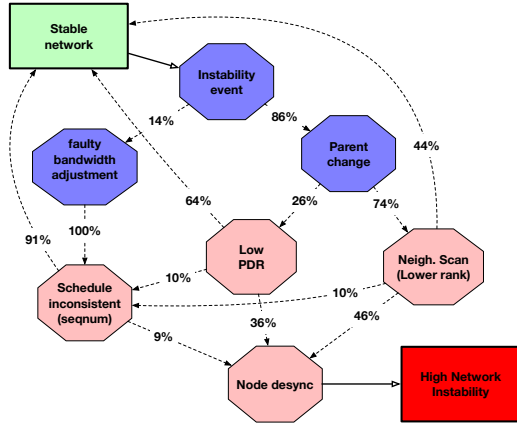 Stable
network
Instability
event
14%
86%
faulty
bandwidth
adjustment
Parent
change
44%
64%
26%
74%
91%
100%
Low
PDR
Neigh. Scan
(Lower rank)
Schedule
inconsistent
(seqnum)
10%
10%
9%
36%
46%
Node desync
High Network
Instability